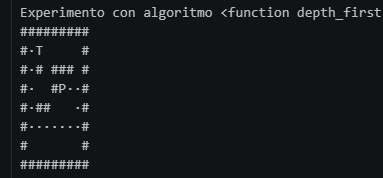 Experimento con algoritmo <function depth_first
#########
#·T     #
#·# ### #
#·  #P··#
#·##   ·#
#·······#
#       #
#########